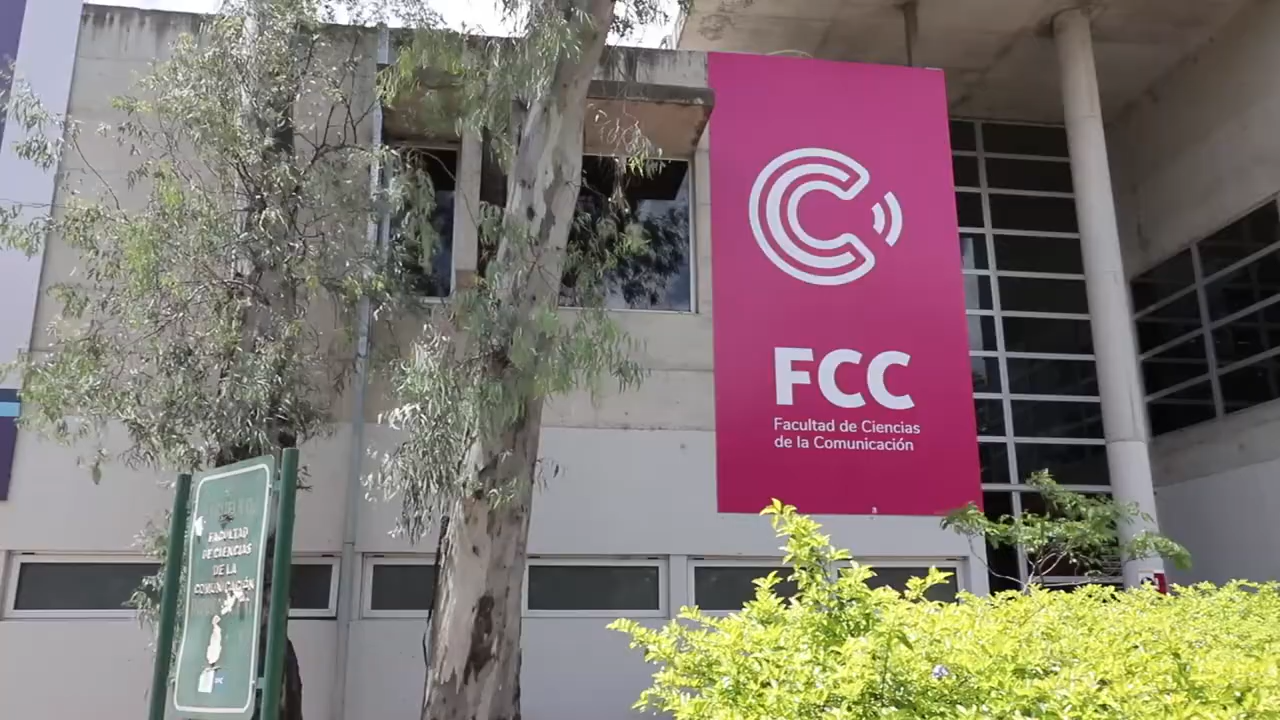 FCC
Facultad de Ciencias
de la Comunicación
FACULTAD
DE CIENCIAS
DE LA
COMUNICACIÓN